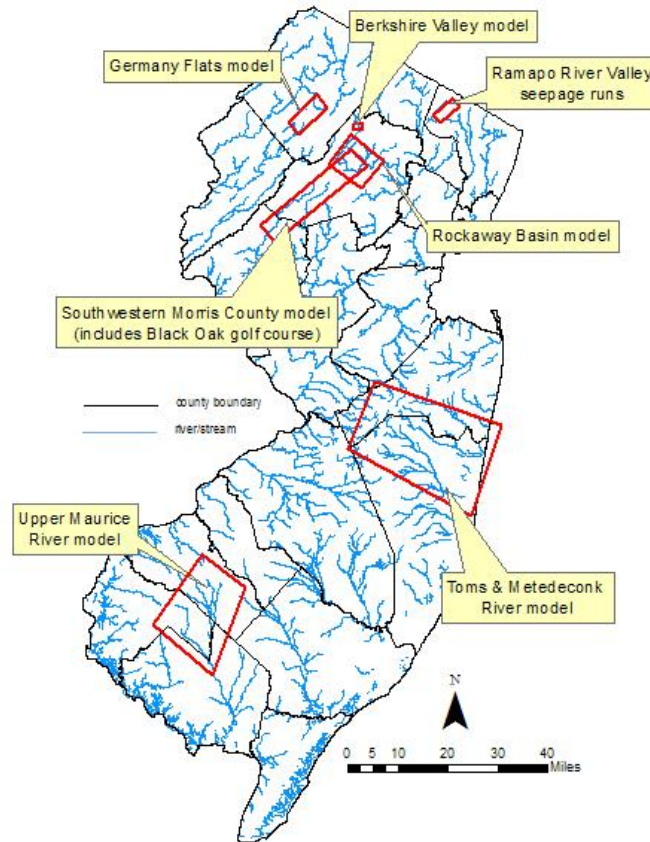 Berkshire Valley model
Germany Flats model
Ramapo River Valley
seepage runs
Rockaway Basin model
Southwestern Morris County model
(includes Black Oak golf course)
county boundary
river/stream
Upper Maurice
River model
Toms & Metedeconk
River model
N
0 5 10 20 30 40
Miles